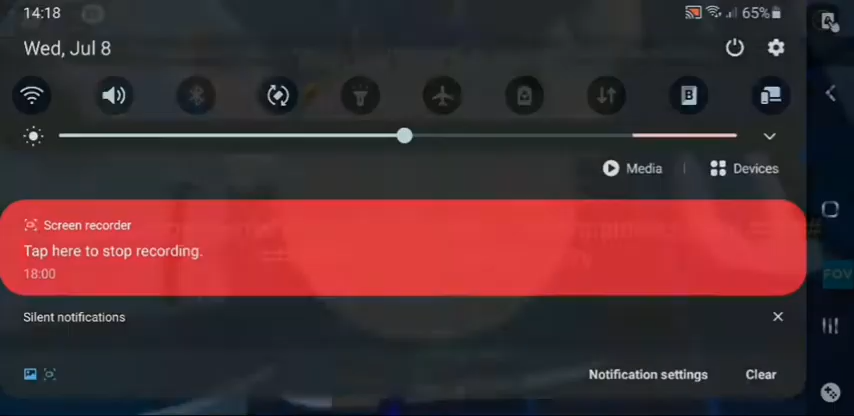 14:18
65%
Wed, Jul 8
B
Media
Devices
Screen recorder
Tap here to stop recording.
18:00
FOV
Silent notifications
Notification settings
Clear